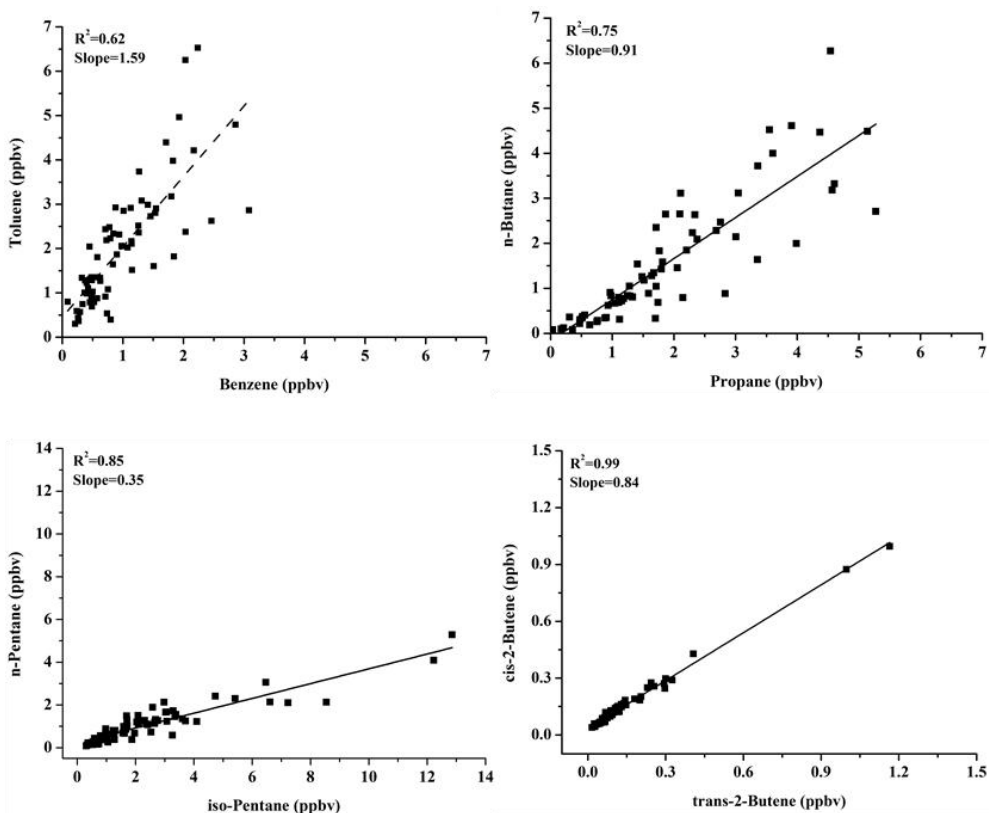 R²=0.62
Slope=1.59
7
6
5
4
3
2
1
0
Toluene (ppbv)
0 1 2 3 4 5 6 7
Benzene (ppbv)
R²=0.75
Slope=0.91
7
6
5
4
3
2
1
0
n-Butane (ppbv)
0 1 2 3 4 5 6 7
Propane (ppbv)
R²=0.85
Slope=0.35
14
12
10
8
6
4
2
0
n-Pentane (ppbv)
0 2 4 6 8 10 12 14
iso-Pentane (ppbv)
R²=0.99
Slope=0.84
1.5
1.2
0.9
0.6
0.3
0.0
cis-2-Butene (ppbv)
0.0 0.3 0.6 0.9 1.2 1.5
trans-2-Butene (ppbv)